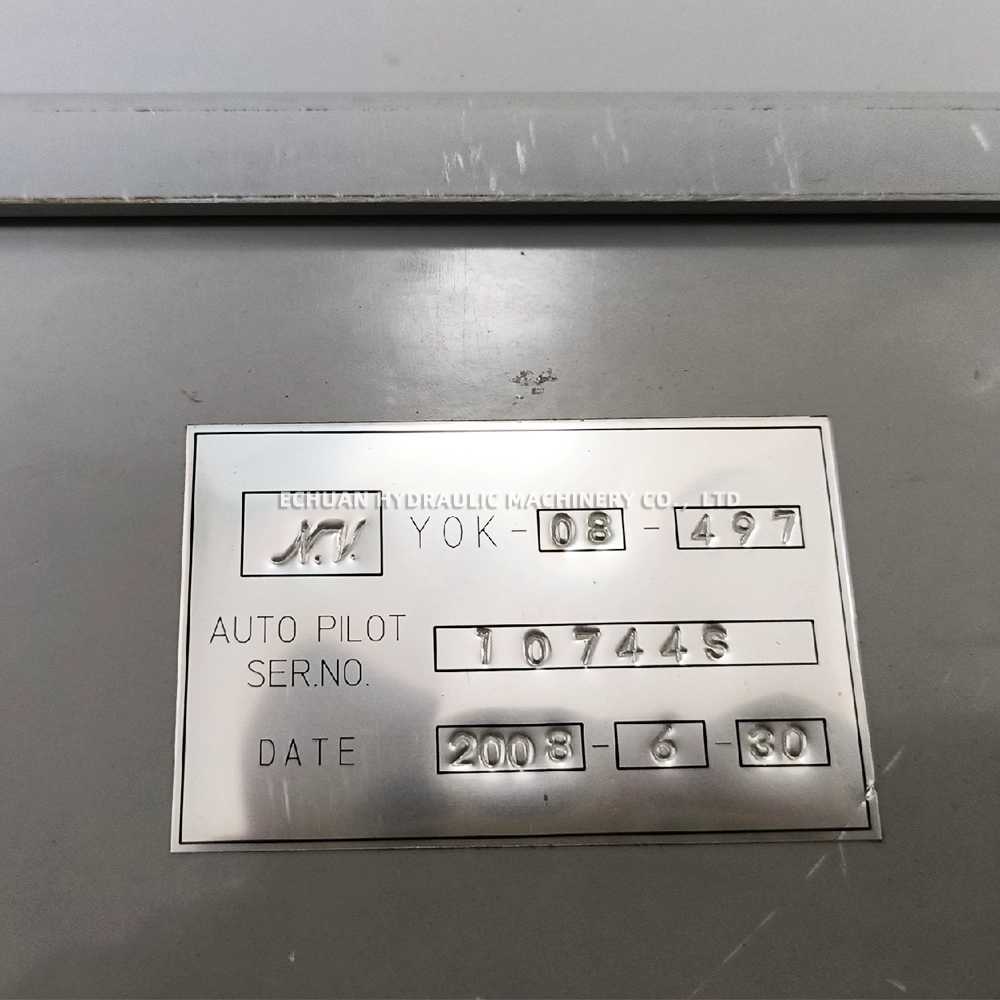 ECHUAN HYDRAULIC MACHINERY CO., LTD
N.V. YOK-08-497
AUTO PILOT
SER.NO. 10744S
DATE 2008-6-30